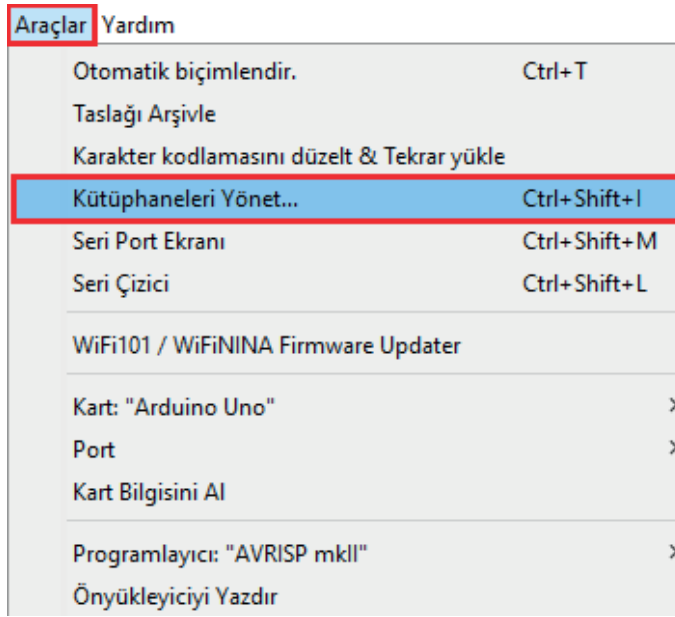 Araçlar Yardım
Otomatik biçimlendir. Ctrl+T
Taslağı Arşivle
Karakter kodlamasını düzelt & Tekrar yükle
Kütüphaneleri Yönet... Ctrl+Shift+I
Seri Port Ekranı Ctrl+Shift+M
Seri Çizici Ctrl+Shift+L
WiFi101 / WiFiNINA Firmware Updater
Kart: "Arduino Uno"
Port
Kart Bilgisini Al
Programlayıcı: "AVRISP mkII"
Önyükleyiciyi Yazdır